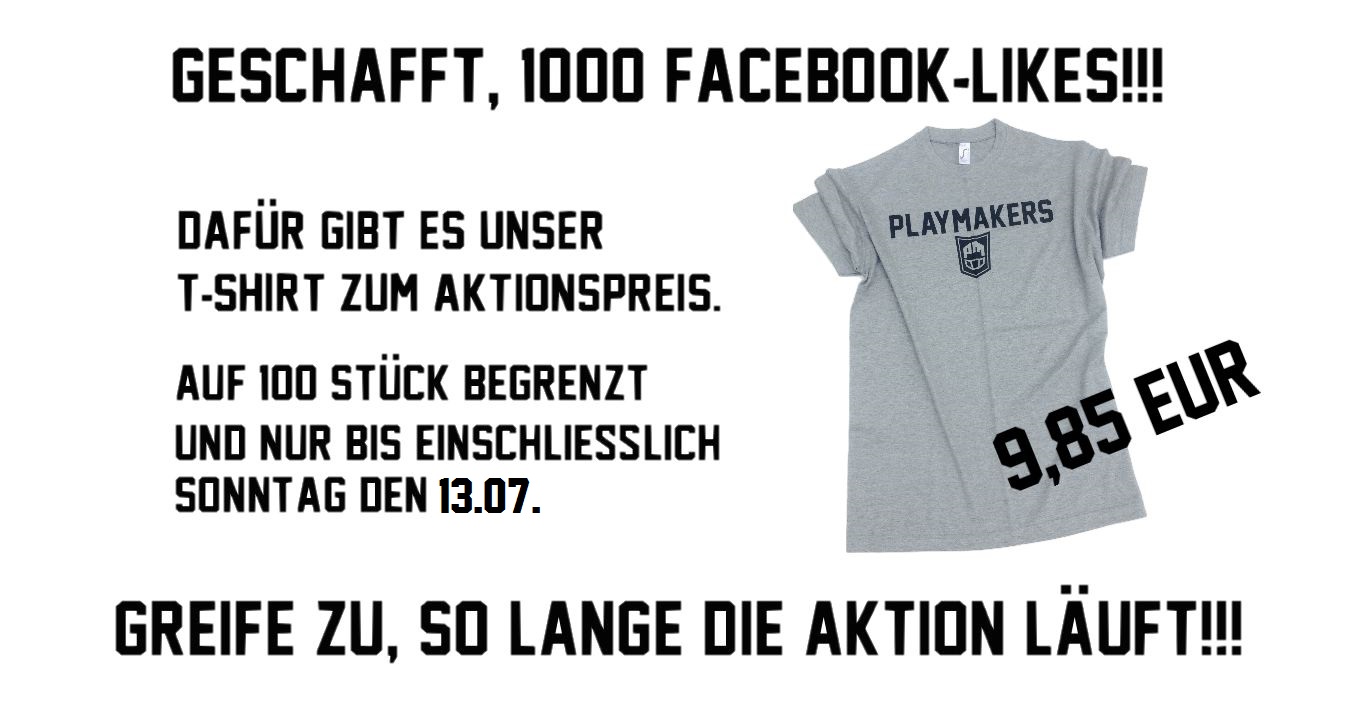 GESCHAFFT, 1000 FACEBOOK-LIKES!!!
DAFÜR GIBT ES UNSER
T-SHIRT ZUM AKTIONSPREIS.
AUF 100 STÜCK BEGRENZT
UND NUR BIS EINSCHLIESSLICH
SONNTAG DEN 13.07.
PLAYMAKERS
9,85 EUR
GREIFE ZU, SO LANGE DIE AKTION LÄUFT!!!